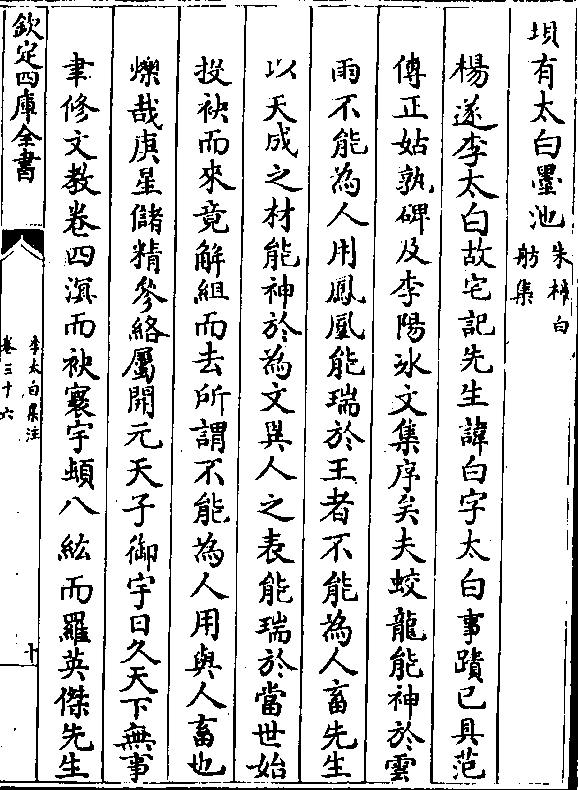 垻有太白墨池朱樗白
舫集
楊遂李太白故宅記先生諱白字太白事蹟已具范
傳正姑孰碑及李陽冰文集序矣夫蛟龍能神於雲
雨不能為人用鳳凰能瑞於王者不能為人畜先生
以天成之材能神於為文異人之表能瑞於當世始
投袂而來竟解組而去所謂不能為人用與人畜也
爍哉庚星儲精參絡屬開元天子御宇日久天下無事
聿修文教卷四溟而袂寰宇頓八紘而羅英傑先生
欽定四庫全書
李太白集注
卷三十六
十